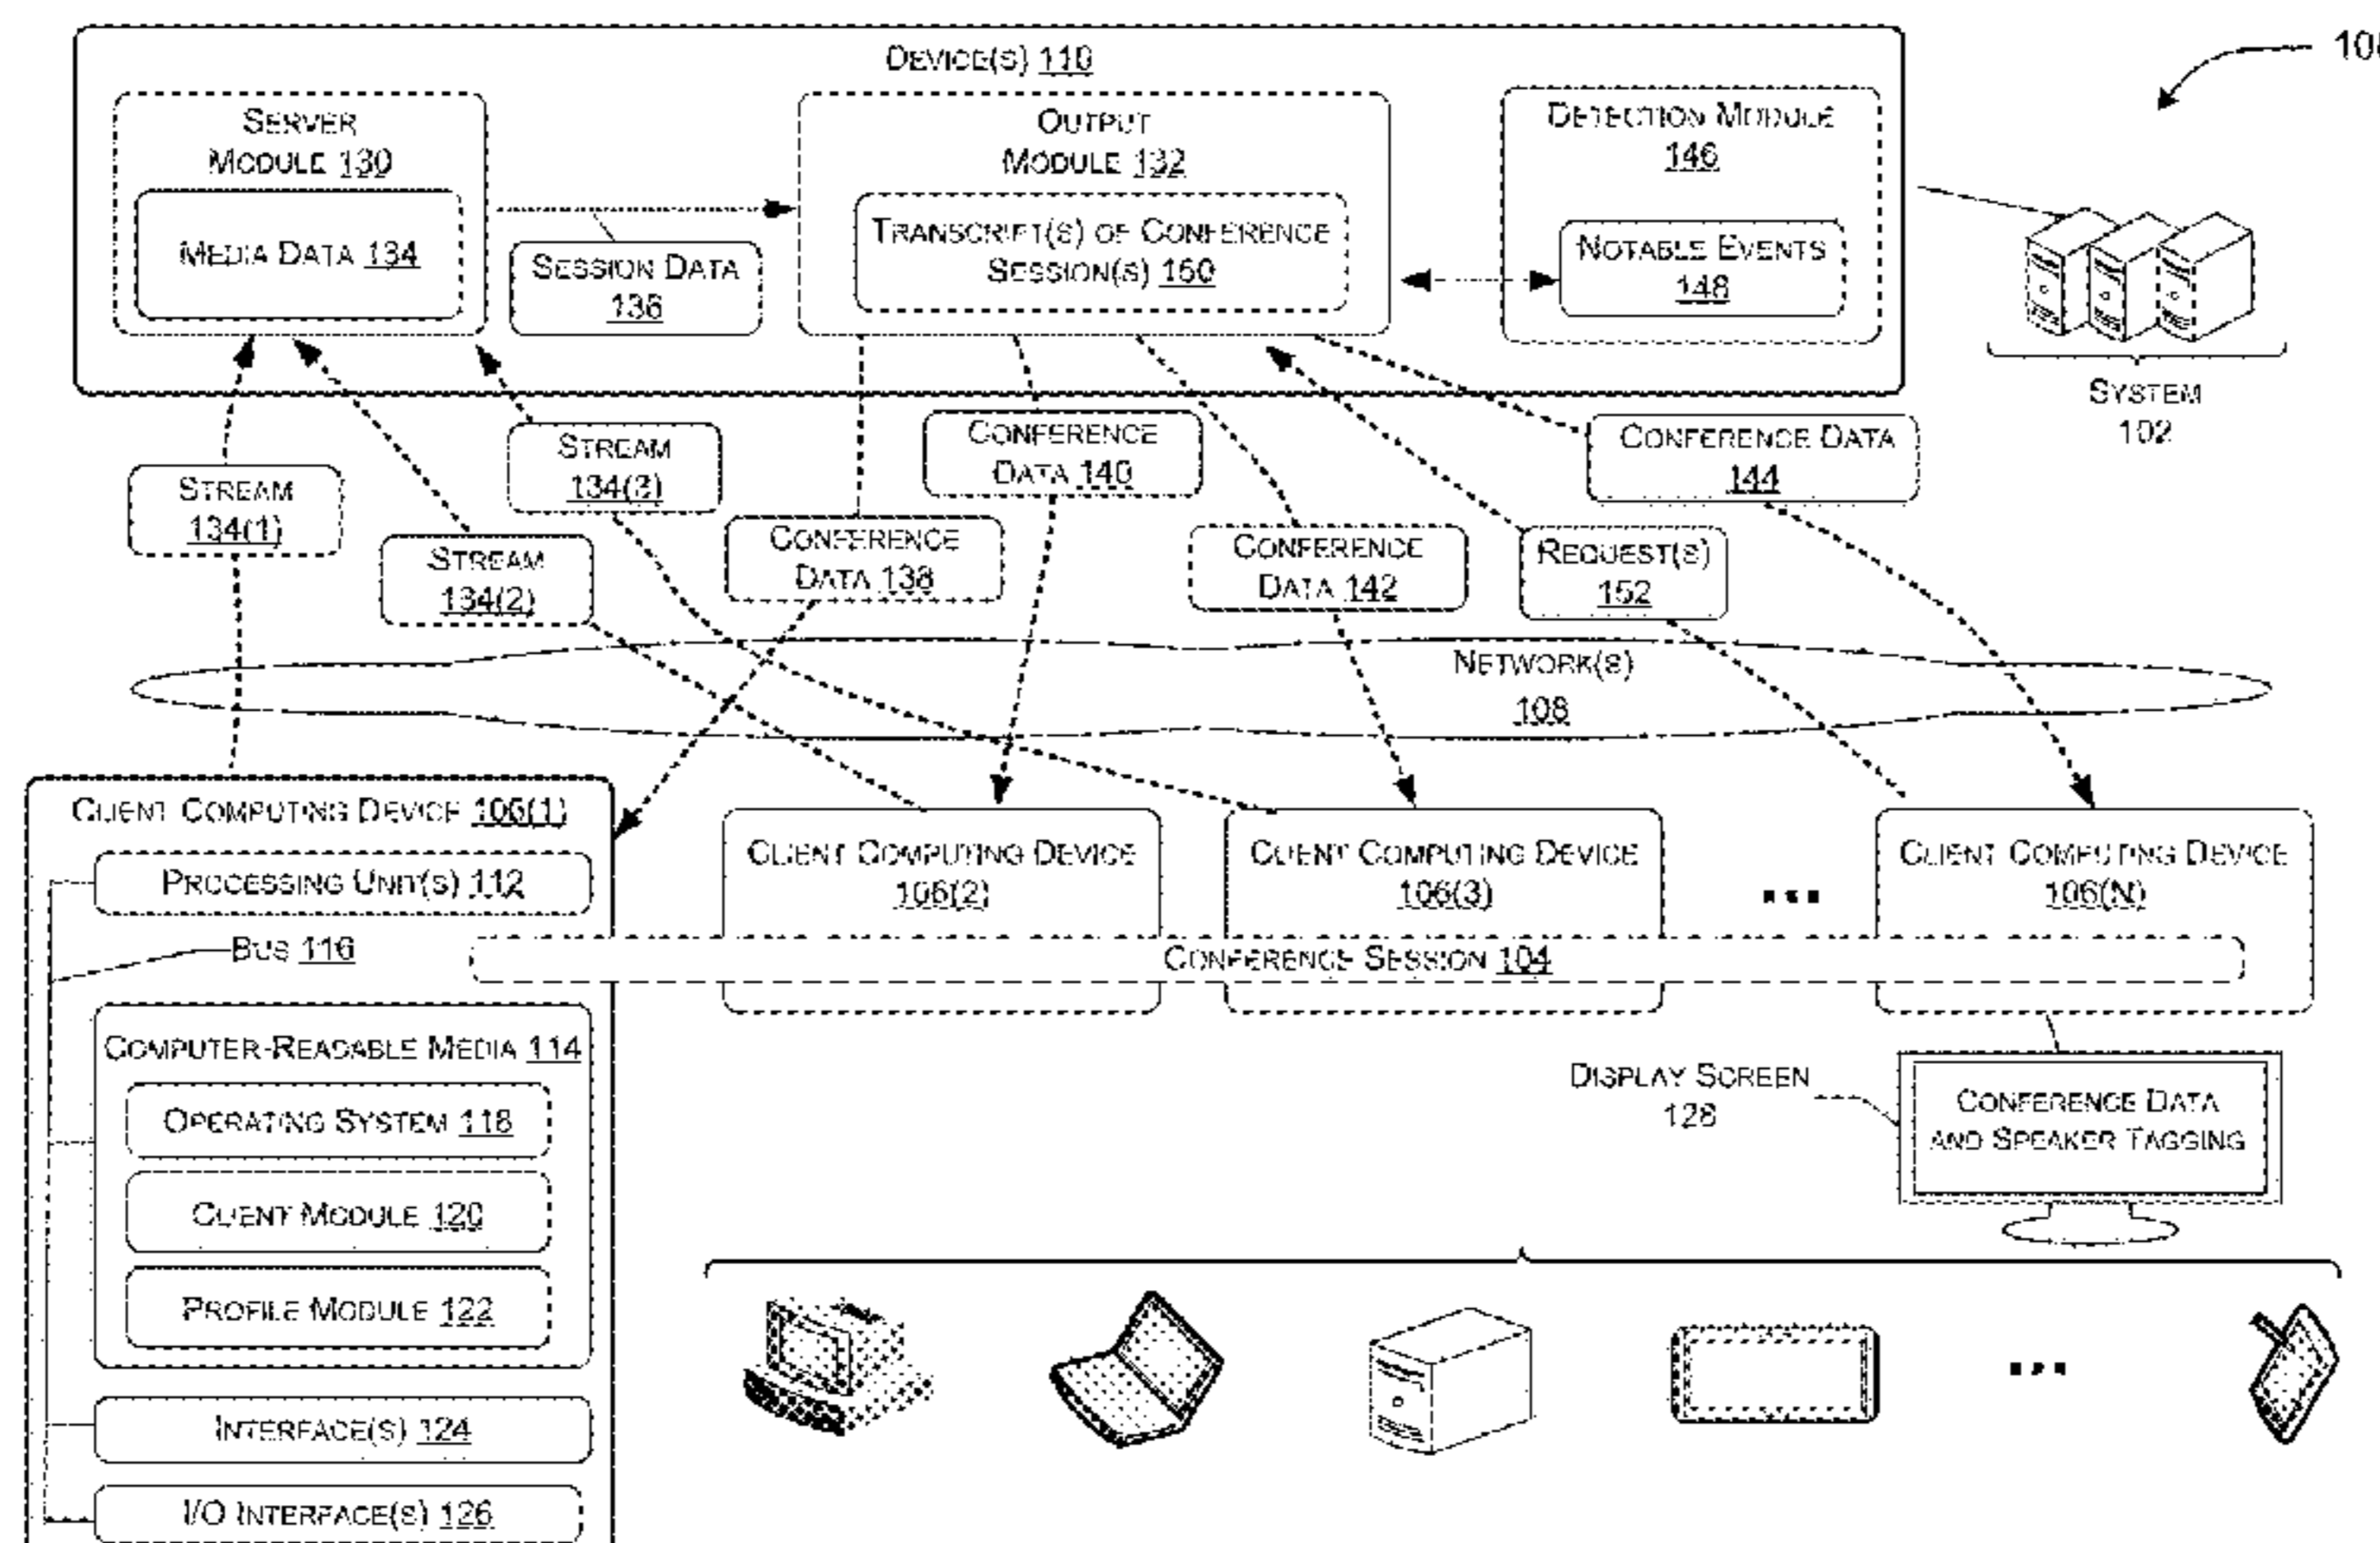 DEVICE(S) 110
100
SERVER
MODULE 130
MEDIA DATA 134
SESSION DATA
136
OUTPUT
MODULE 132
TRANSCRIPT(S) OF CONFERENCE
SESSION(S) 150
DETECTION MODULE
146
NOTABLE EVENTS
148
SYSTEM
102
STREAM
134(1)
STREAM
134(2)
STREAM
134(3)
CONFERENCE
DATA 138
CONFERENCE
DATA 140
CONFERENCE
DATA 142
REQUEST(S)
152
CONFERENCE DATA
144
NETWORK(S)
108
CLIENT COMPUTING DEVICE 106(1)
PROCESSING UNIT(S) 112
BUS 116
COMPUTER-READABLE MEDIA 114
OPERATING SYSTEM 118
CLIENT MODULE 120
PROFILE MODULE 122
INTERFACE(S) 124
I/O INTERFACE(S) 126
CLIENT COMPUTING DEVICE
106(2)
CLIENT COMPUTING DEVICE
106(3)
...
CLIENT COMPUTING DEVICE
106(N)
CONFERENCE SESSION 104
DISPLAY SCREEN
128
CONFERENCE DATA
AND SPEAKER TAGGING
...